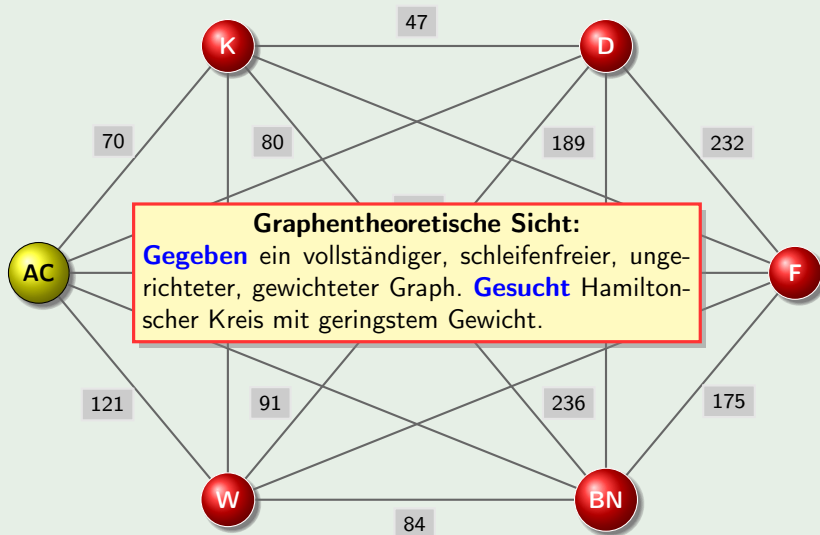 47
K
D
70
80
189
232
Graphentheoretische Sicht:
Gegeben ein vollständiger, schleifenfreier, unge-
richteter, gewichteter Graph. Gesucht Hamilton-
scher Kreis mit geringstem Gewicht.
AC
F
121
91
236
175
W
BN
84